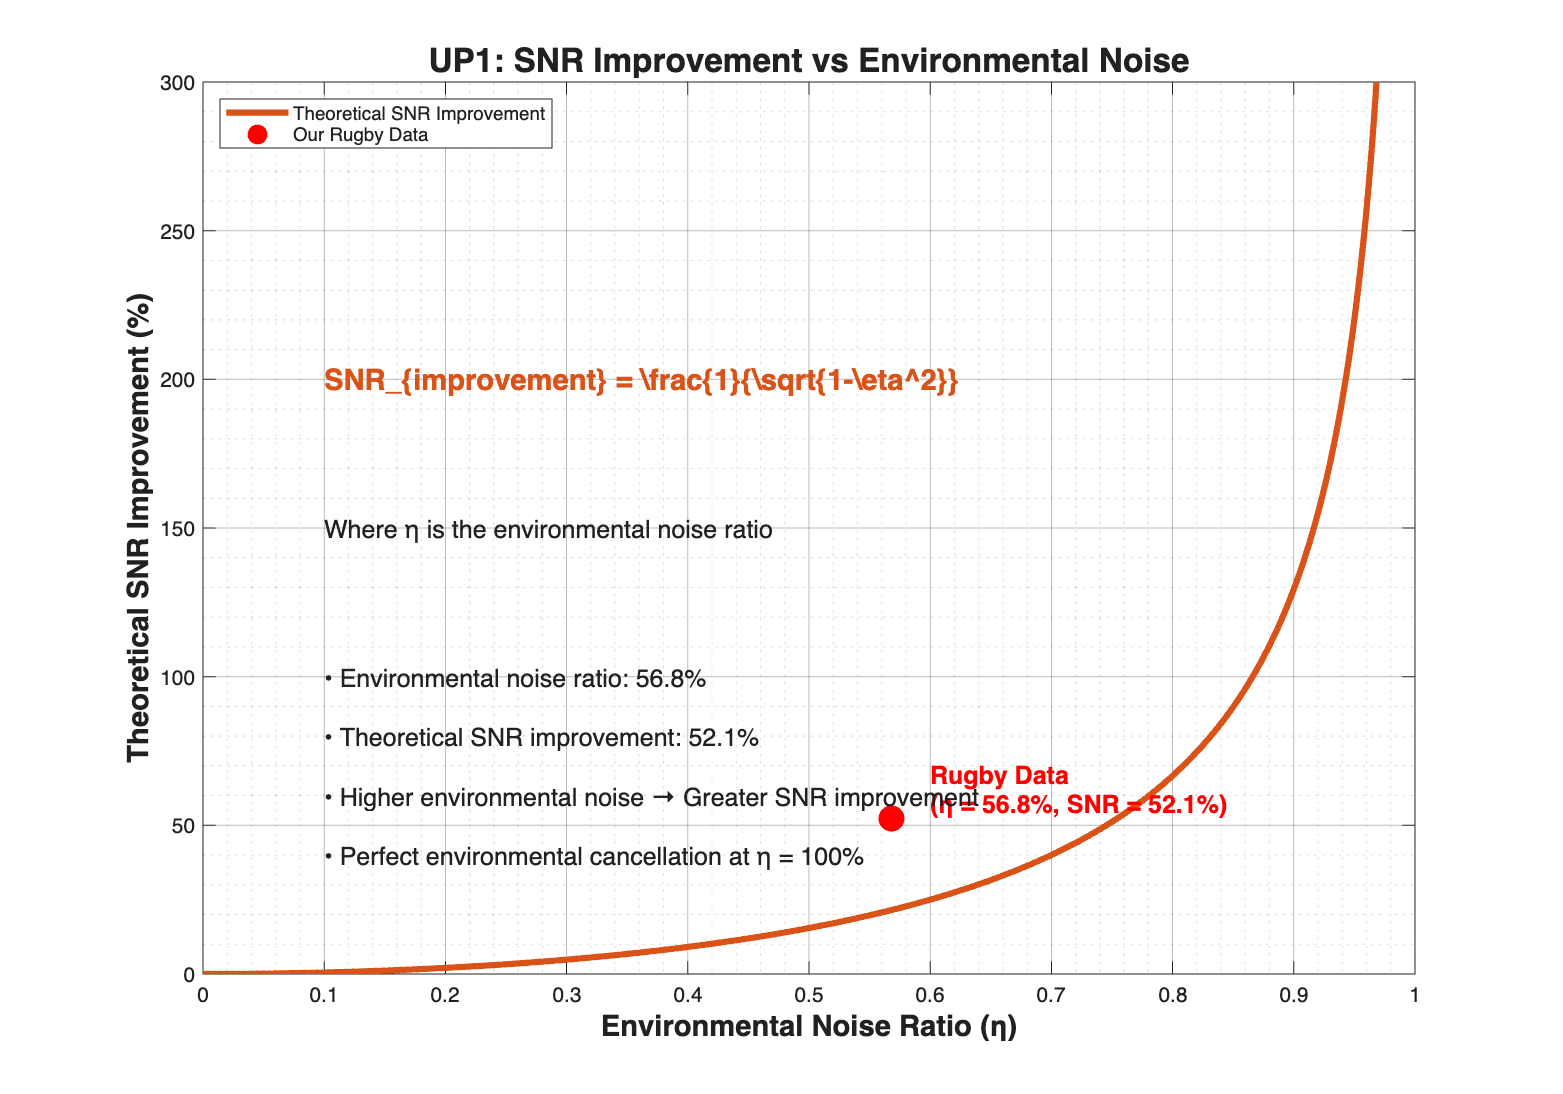 UP1: SNR Improvement vs Environmental Noise
300
Theoretical SNR Improvement
Our Rugby Data
250
200
SNR_{improvement} = \frac{1}{\sqrt{1-\eta^2}}
150
Where η is the environmental noise ratio
100
• Environmental noise ratio: 56.8%
• Theoretical SNR improvement: 52.1%
Rugby Data
• Higher environmental noise → Greater SNR improvement
(η = 56.8%, SNR = 52.1%)
50
• Perfect environmental cancellation at η = 100%
0
Theoretical SNR Improvement (%)
0 0.1 0.2 0.3 0.4 0.5 0.6 0.7 0.8 0.9 1
Environmental Noise Ratio (η)